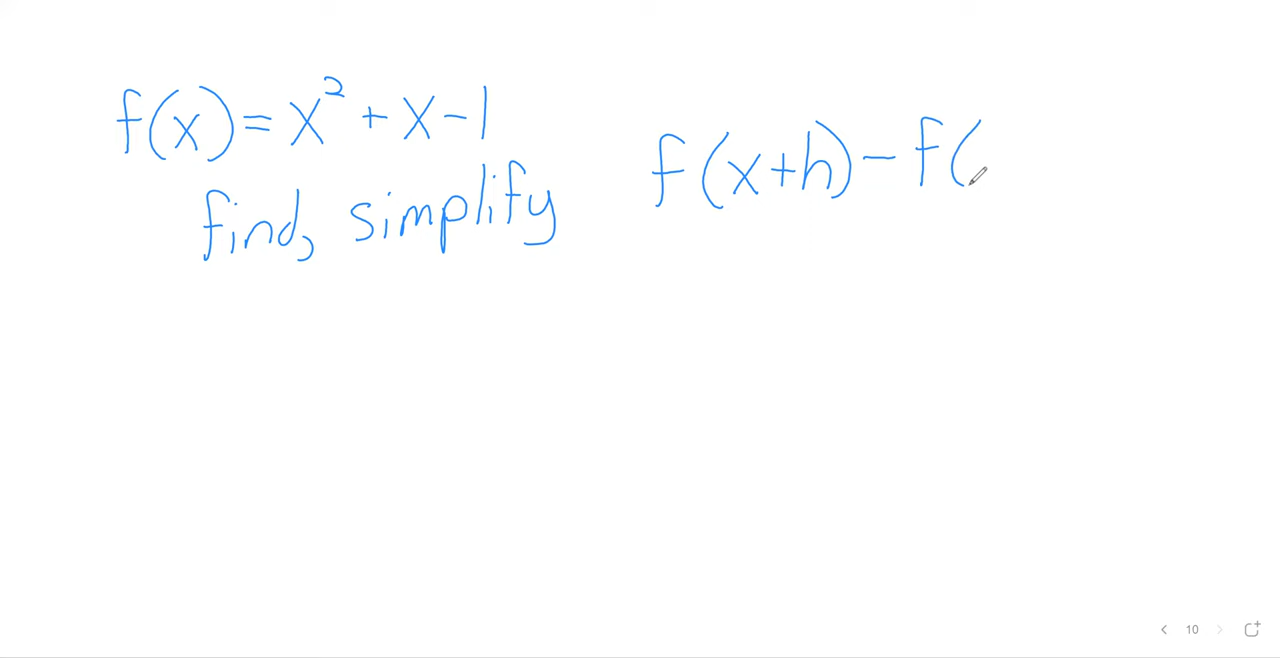 f(x) = x² + x - 1
find, simplify
f(x+h) - f(
10